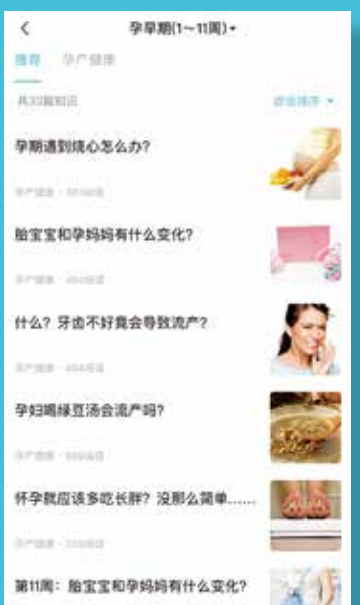 孕早期(1～11周)
推荐 孕产健康
共33篇知识
综合排序
孕期遇到烧心怎么办?
孕产健康
胎宝宝和孕妈妈有什么变化?
孕产健康
什么? 牙齿不好竟会导致流产?
孕产健康
孕妇喝绿豆汤会流产吗?
孕产健康
怀孕就应该多吃长胖? 没那么简单......
孕产健康
第11周: 胎宝宝和孕妈妈有什么变化?